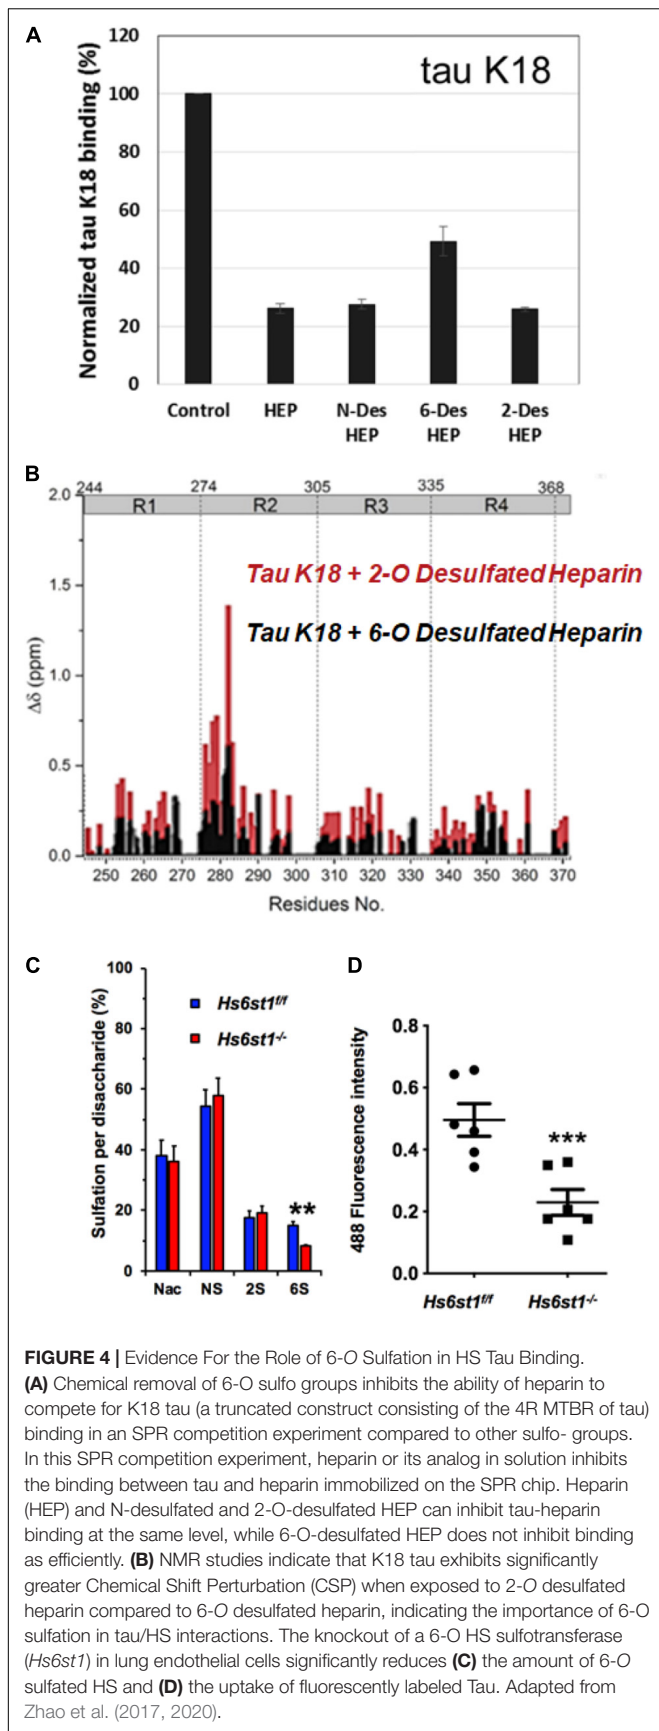 A
120
tau K18
100
80
60
40
20
0
Normalized tau K18 binding (%)
Control HEP N-Des 6-Des 2-Des
HEP HEP HEP
B
244 274 305 335 368
2.0
R1 R2 R3 R4
Tau K18 + 2-O Desulfated Heparin
1.5
Tau K18 + 6-O Desulfated Heparin
1.0
0.5
0.0
Δδ (ppm)
250 260 270 280 290 300 310 320 330 340 350 360 370
Residues No.
C
100
80
60
40
20
0
Sulfation per disaccharide (%)
Hs6st1f/f
Hs6st1-/-
**
Nac NS 2S 6S
D
0.8
0.6
0.4
0.2
0.0
488 Fluorescence intensity
***
Hs6st1f/f Hs6st1-/-
FIGURE 4 | Evidence For the Role of 6-O Sulfation in HS Tau Binding.
(A) Chemical removal of 6-O sulfo groups inhibits the ability of heparin to
compete for K18 tau (a truncated construct consisting of the 4R MTBR of tau)
binding in an SPR competition experiment compared to other sulfo- groups.
In this SPR competition experiment, heparin or its analog in solution inhibits
the binding between tau and heparin immobilized on the SPR chip. Heparin
(HEP) and N-desulfated and 2-O-desulfated HEP can inhibit tau-heparin
binding at the same level, while 6-O-desulfated HEP does not inhibit binding
as efficiently. (B) NMR studies indicate that K18 tau exhibits significantly
greater Chemical Shift Perturbation (CSP) when exposed to 2-O desulfated
heparin compared to 6-O desulfated heparin, indicating the importance of 6-O
sulfation in tau/HS interactions. The knockout of a 6-O HS sulfotransferase
(Hs6st1) in lung endothelial cells significantly reduces (C) the amount of 6-O
sulfated HS and (D) the uptake of fluorescently labeled Tau. Adapted from
Zhao et al. (2017, 2020).